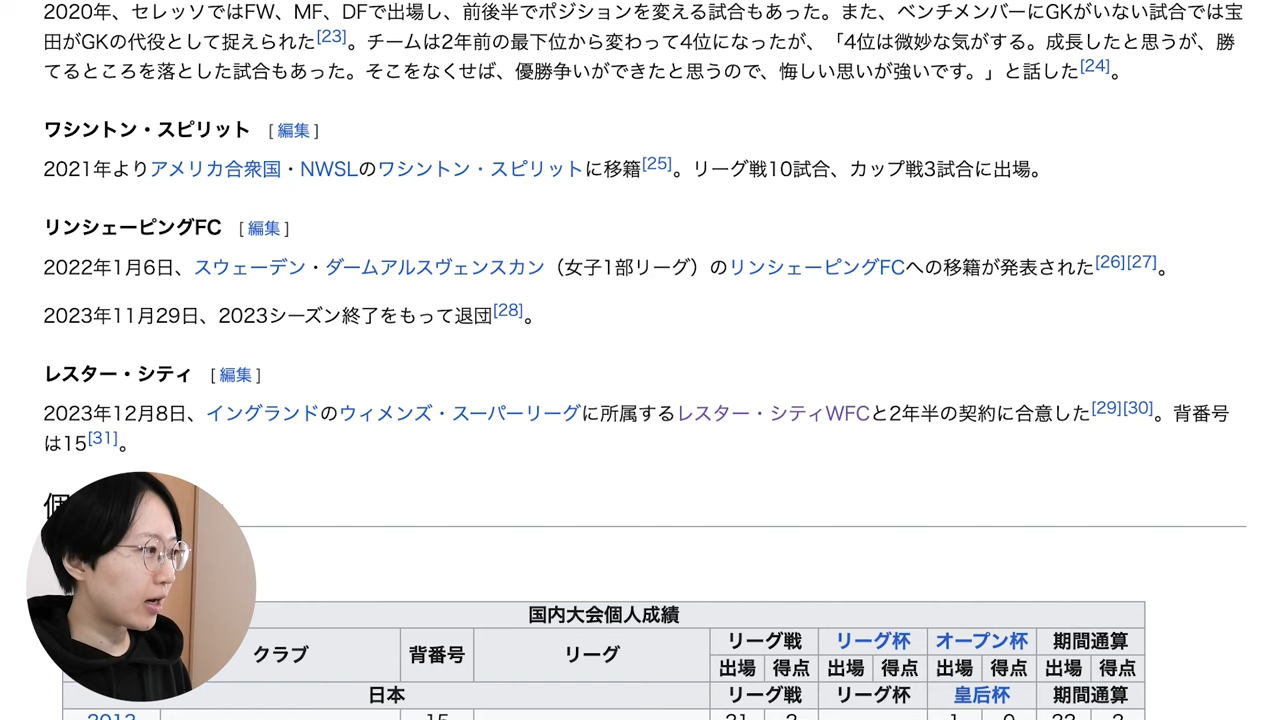 2020年、セレッソではFW、MF、DFで出場し、前後半でポジションを変える試合もあった。また、ベンチメンバーにGKがいない試合では宝
田がGKの代役として捉えられた[23]。チームは2年前の最下位から変わって4位になったが、「4位は微妙な気がする。成長したと思うが、勝
てるところを落とした試合もあった。そこをなくせば、優勝争いができたと思うので、悔しい思いが強いです。」と話した[24]。
ワシントン・スピリット [編集]
2021年よりアメリカ合衆国・NWSLのワシントン・スピリットに移籍[25]。リーグ戦10試合、カップ戦3試合に出場。
リンシェーピングFC [編集]
2022年1月6日、スウェーデン・ダームアルスヴェンスカン（女子1部リーグ）のリンシェーピングFCへの移籍が発表された[26][27]。
2023年11月29日、2023シーズン終了をもって退団[28]。
レスター・シティ [編集]
2023年12月8日、イングランドのウィメンズ・スーパーリーグに所属するレスター・シティWFCと2年半の契約に合意した[29][30]。背番号
は15[31]。
個
国内大会個人成績
クラブ 背番号 リーグ リーグ戦 リーグ杯 オープン杯 期間通算
出場 得点 出場 得点 出場 得点 出場 得点
日本 リーグ戦 リーグ杯 皇后杯 期間通算